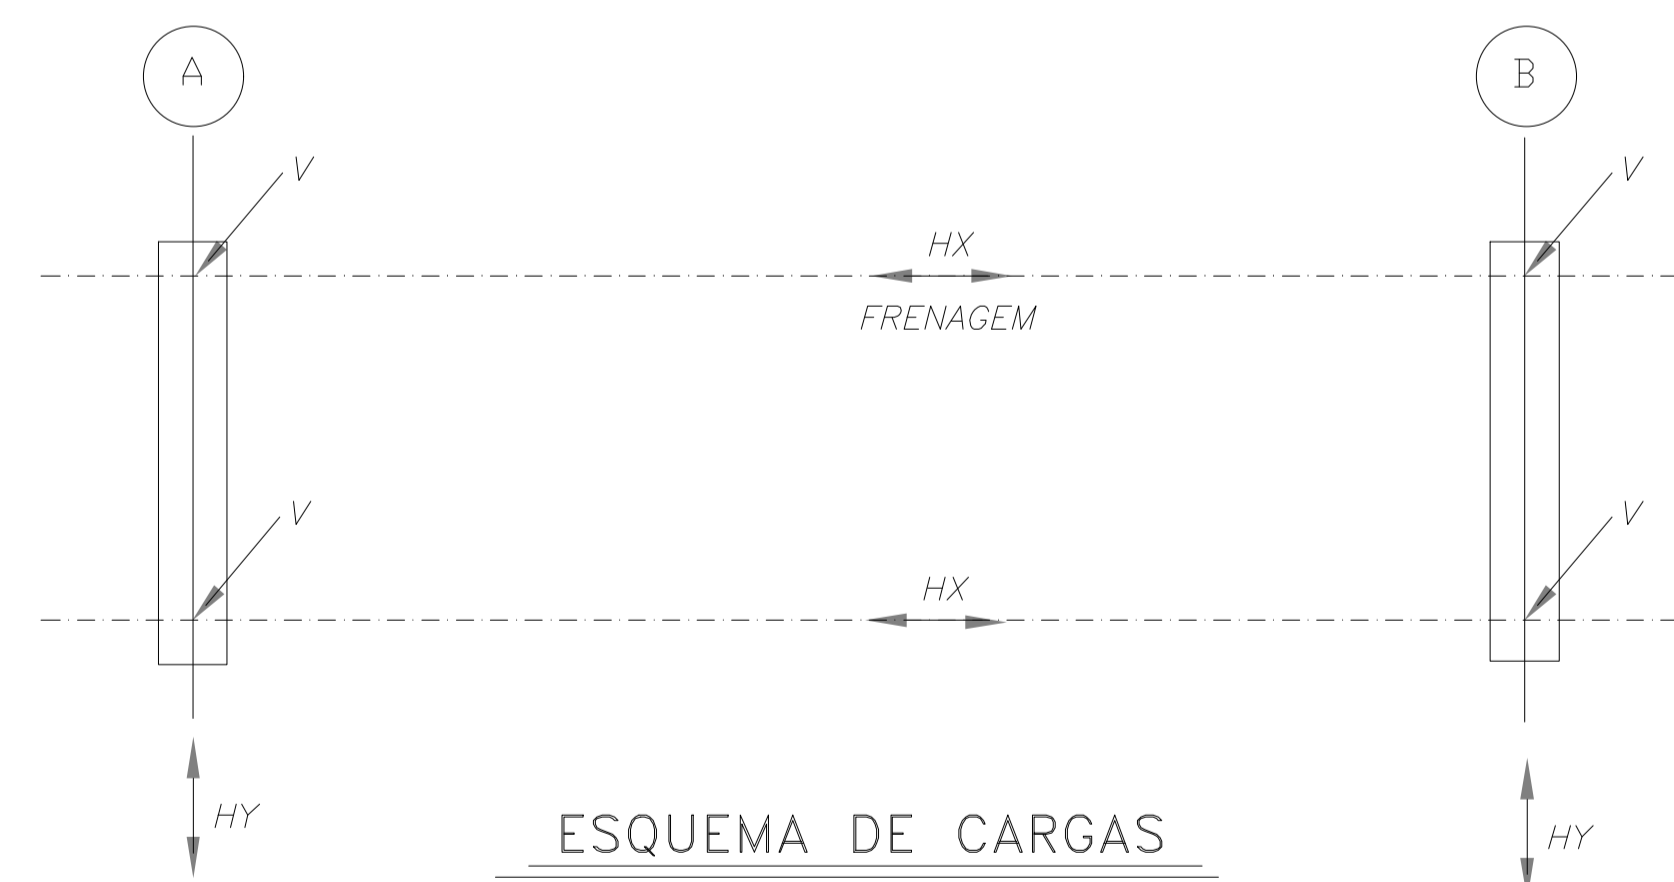 A
B
V
V
HX
FRENAGEM
V
V
HX
HY
ESQUEMA DE CARGAS
HY